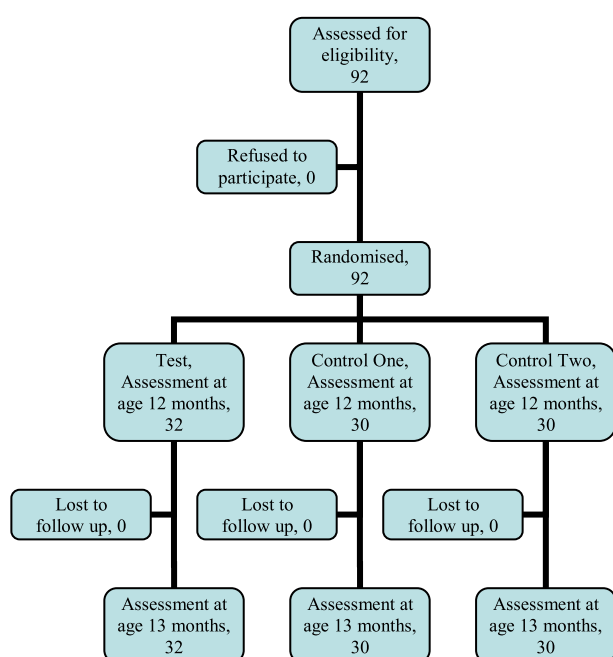 Assessed for
eligibility,
92
Refused to
participate, 0
Randomised,
92
Test,
Assessment at
age 12 months,
32
Control One,
Assessment at
age 12 months,
30
Control Two,
Assessment at
age 12 months,
30
Lost to
follow up, 0
Lost to
follow up, 0
Lost to
follow up, 0
Assessment at
age 13 months,
32
Assessment at
age 13 months,
30
Assessment at
age 13 months,
30